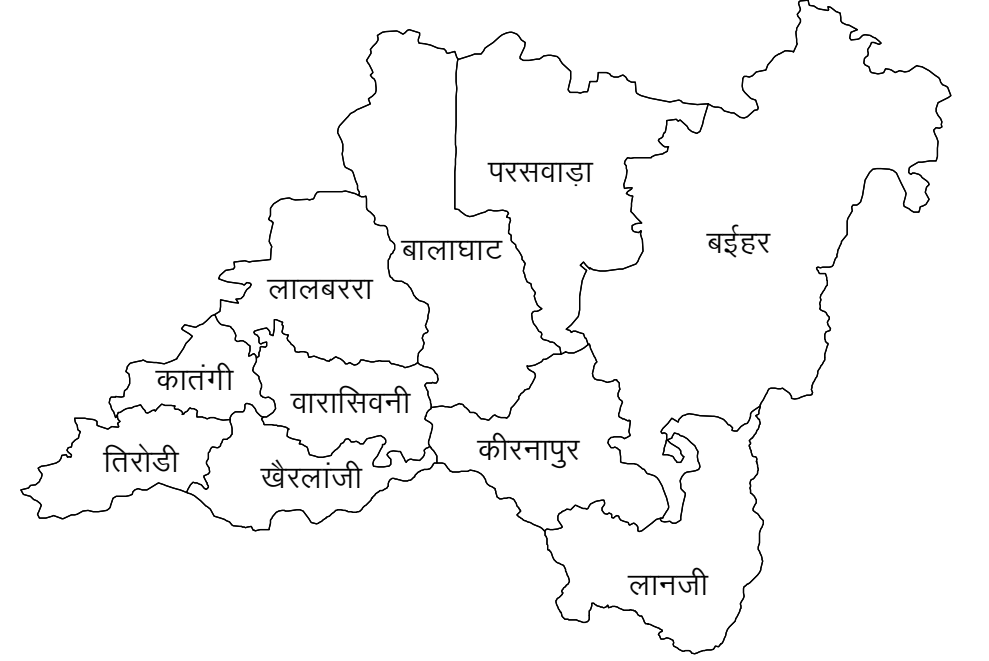 परसवाड़ा
बईहर
बालाघाट
लालबररा
कातंगी
वारासिवनी
कीरनापुर
तिरोडी
खैरलांजी
लानजी